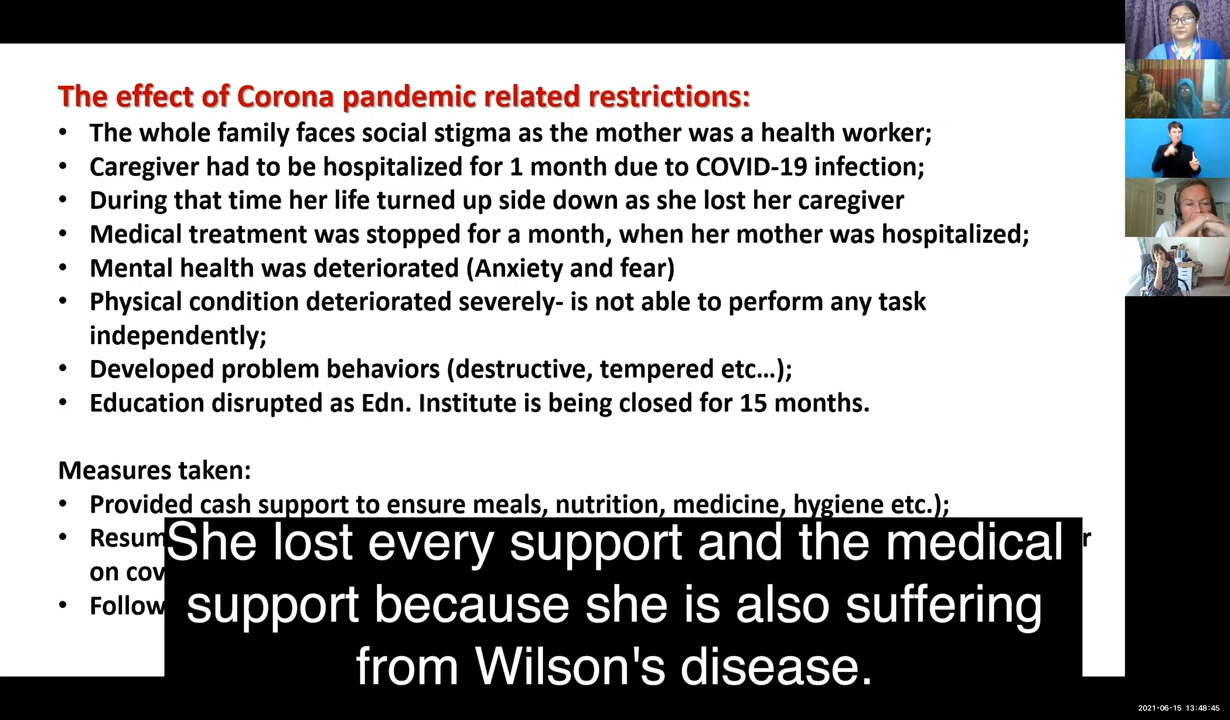 The effect of Corona pandemic related restrictions:
• The whole family faces social stigma as the mother was a health worker;
• Caregiver had to be hospitalized for 1 month due to COVID-19 infection;
• During that time her life turned up side down as she lost her caregiver
• Medical treatment was stopped for a month, when her mother was hospitalized;
• Mental health was deteriorated (Anxiety and fear)
• Physical condition deteriorated severely- is not able to perform any task
independently;
• Developed problem behaviors (destructive, tempered etc...);
• Education disrupted as Edn. Institute is being closed for 15 months.
Measures taken:
• Provided cash support to ensure meals, nutrition, medicine, hygiene etc.);
• Resum
on cov
• Follow
She lost every support and the medical
support because she is also suffering
from Wilson's disease.
2021-06-15 13:48:45